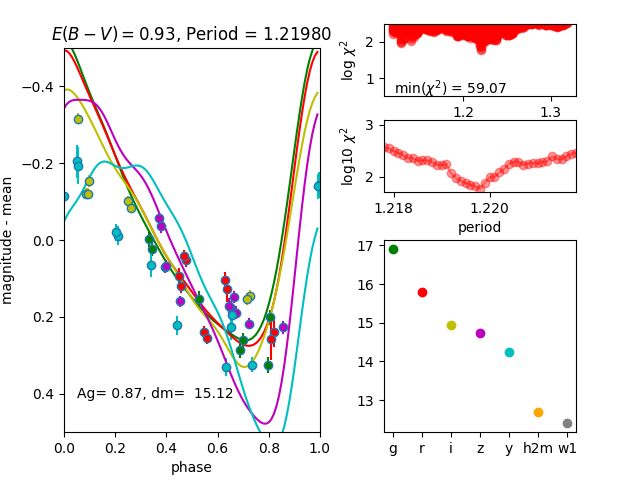 E(B − V) = 0.93, Period = 1.21980
−0.4
−0.2
0.0
0.2
0.4
magnitude - mean
Ag= 0.87, dm=  15.12
0.0 0.2 0.4 0.6 0.8 1.0
phase
log χ²
2
1
min(χ²) = 59.07
1.2 1.3
log10 χ²
3
2
1.218 1.220
period
17
16
15
14
13
g r i z y h2m w1